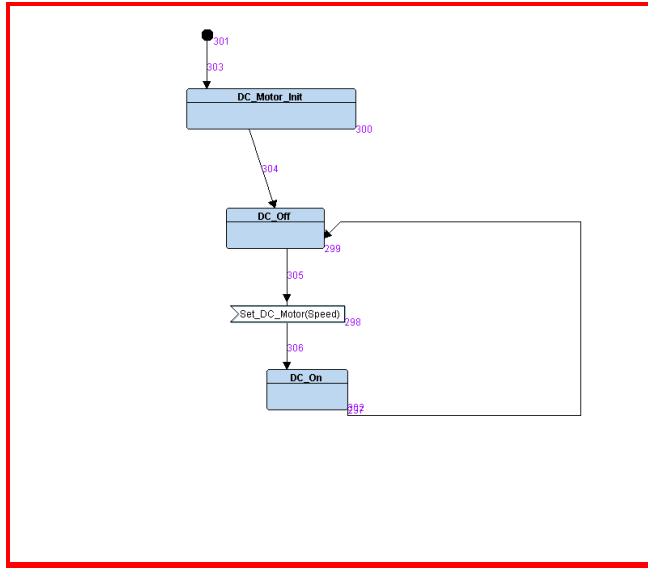 301
303
DC_Motor_Init
300
304
DC_Off
299
305
Set_DC_Motor(Speed)
298
306
DC_On